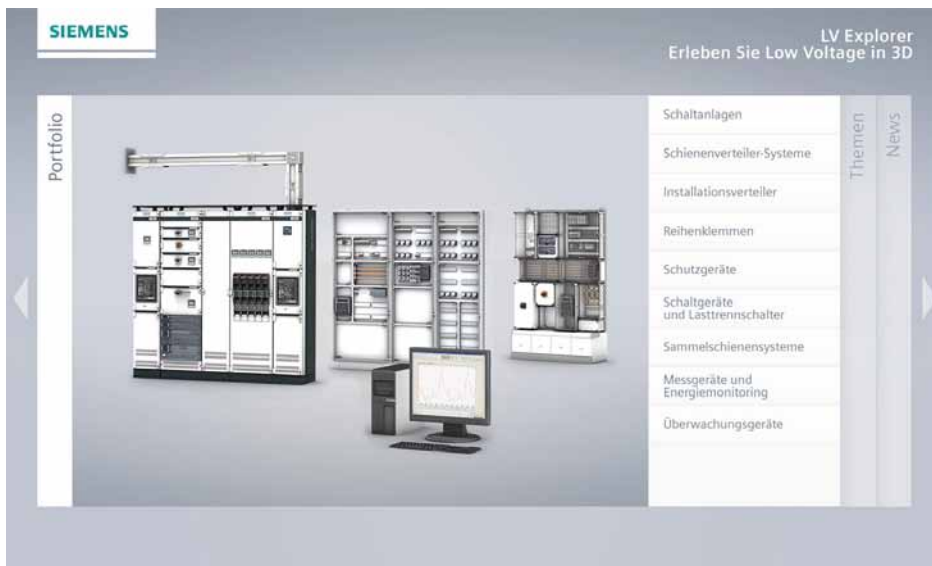 SIEMENS
LV Explorer
Erleben Sie Low Voltage in 3D
Portfolio
Schaltanlagen
Schienenverteiler-Systeme
Installationsverteiler
Reihenklemmen
Schutzgeräte
Schaltgeräte
und Lasttrennschalter
Sammelschienensysteme
Messgeräte und
Energiemonitoring
Überwachungsgeräte
Themen
News